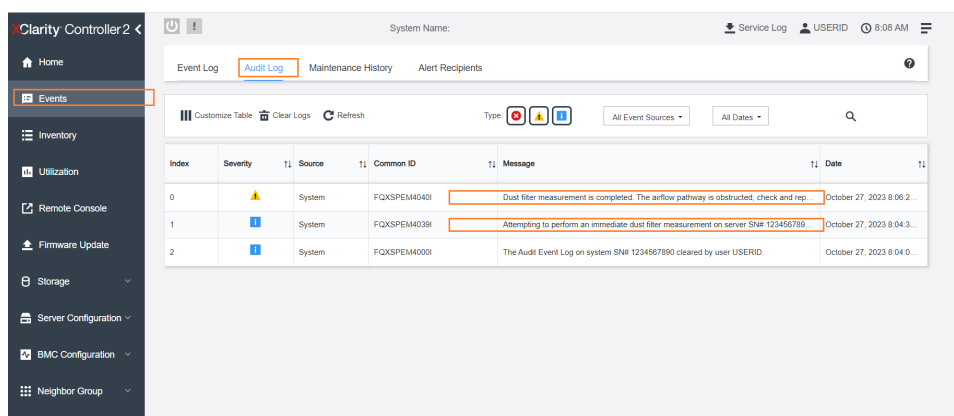 XClarity Controller 2
System Name:
Service Log
USERID
8:08 AM
Home
Events
Inventory
Utilization
Remote Console
Firmware Update
Storage
Server Configuration
BMC Configuration
Neighbor Group
Event Log Audit Log Maintenance History Alert Recipients
Customize Table Clear Logs Refresh Type: All Event Sources All Dates
Index Severity Source Common ID Message Date
0 System FQXSPEM4040I Dust filter measurement is completed. The airflow pathway is obstructed, check and rep... October 27, 2023 8:06:2...
1 System FQXSPEM4039I Attempting to perform an immediate dust filter measurement on server SN# 123456789... October 27, 2023 8:04:3...
2 System FQXSPEM4000I The Audit Event Log on system SN# 1234567890 cleared by user USERID. October 27, 2023 8:04:0...